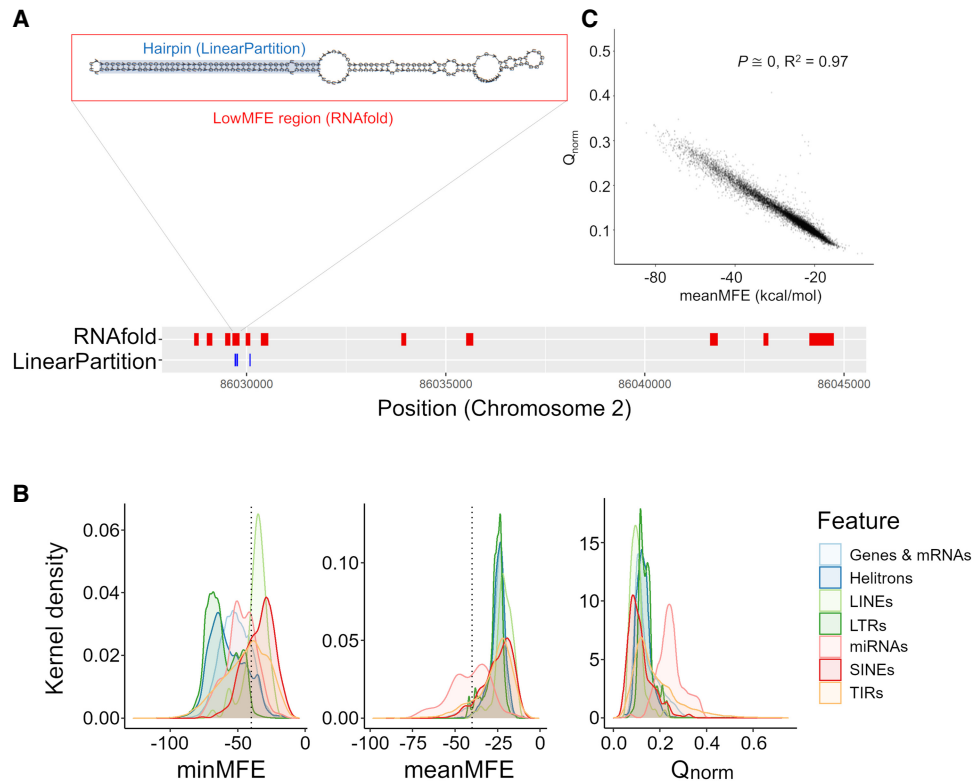 A
Hairpin (LinearPartition)
LowMFE region (RNAfold)
C
P ≅ 0, R² = 0.97
Qnorm
0.5
0.4
0.3
0.2
0.1
-80 -40 -20
meanMFE (kcal/mol)
RNAfold
LinearPartition
86030000 86035000 86040000 86045000
Position (Chromosome 2)
B
Kernel density
0.06
0.04
0.02
0.00
-100 -50 0
minMFE
0.10
0.05
0.00
-100 -75 -50 -25 0
meanMFE
15
10
5
0
0.0 0.2 0.4 0.6
Qnorm
Feature
Genes & mRNAs
Helitrons
LINEs
LTRs
miRNAs
SINEs
TIRs